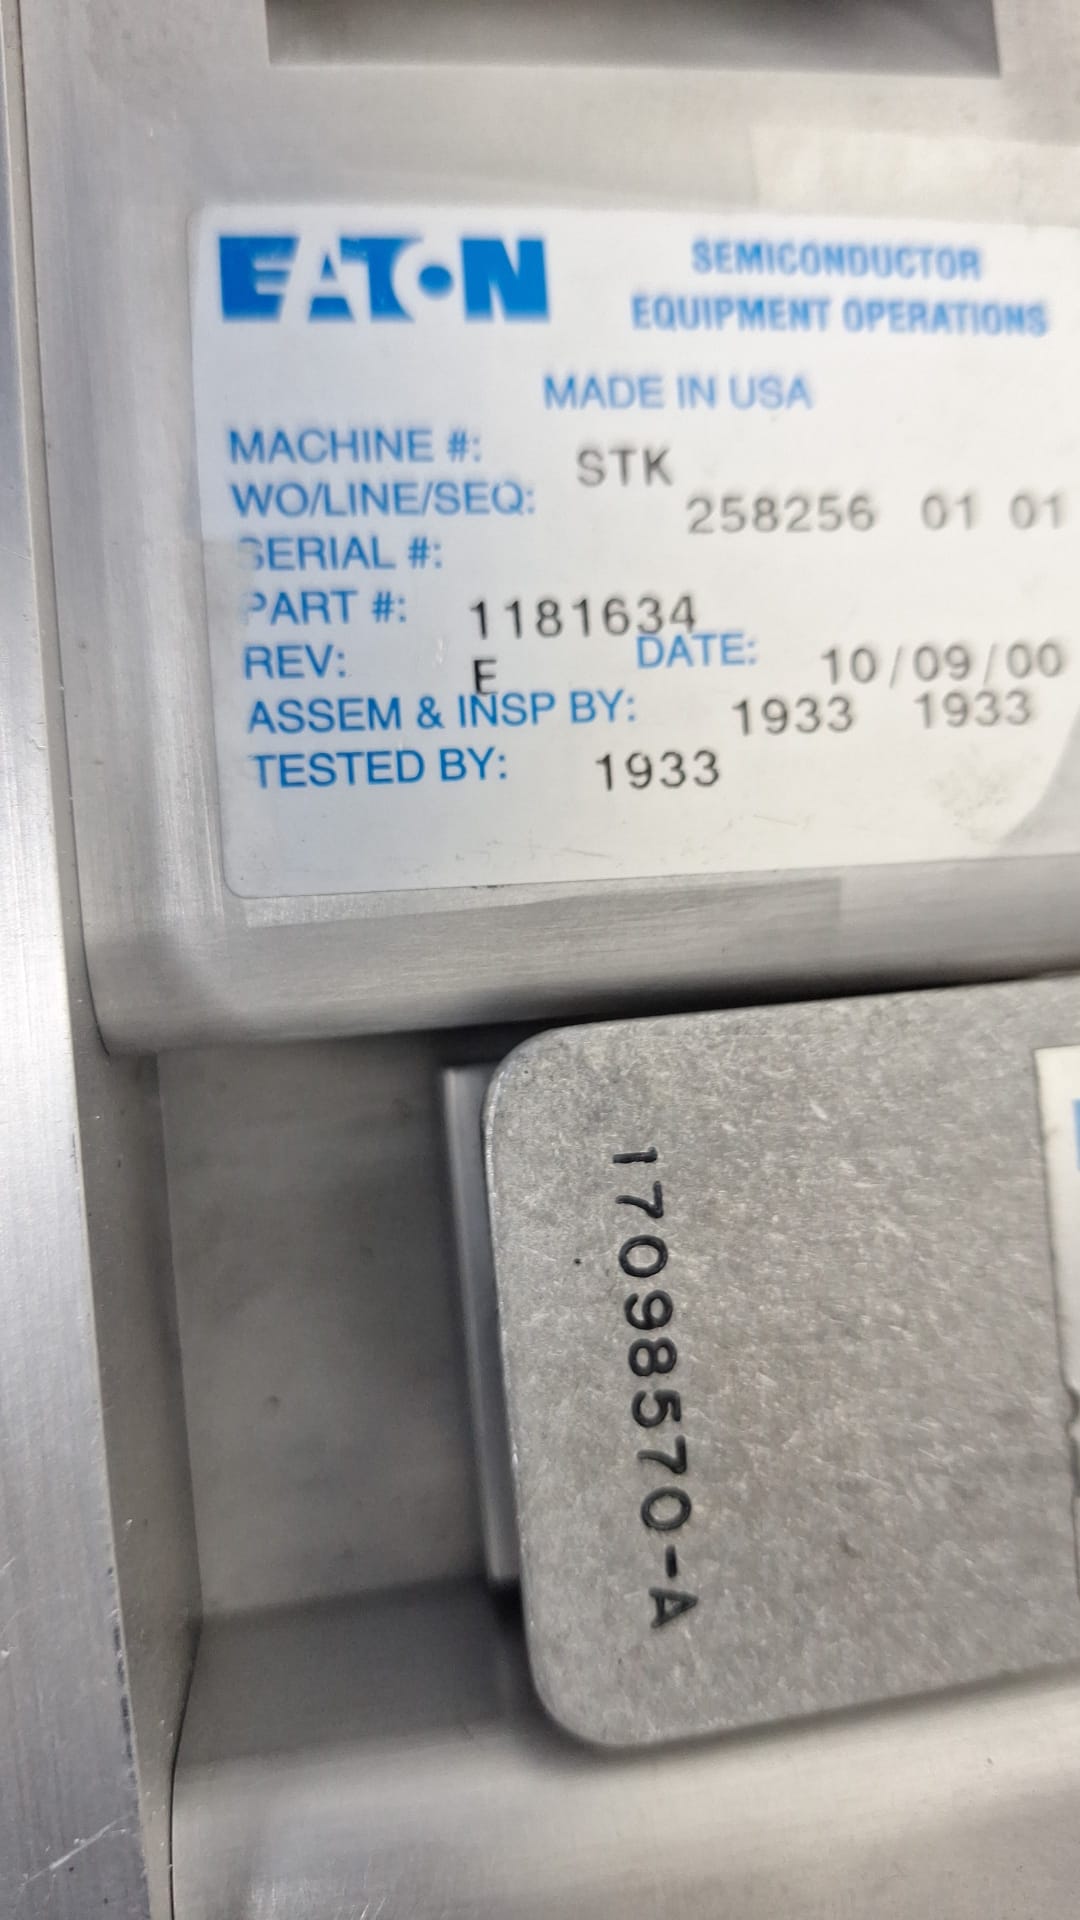 EATON
SEMICONDUCTOR
EQUIPMENT OPERATIONS
MADE IN USA
MACHINE #: STK
WO/LINE/SEQ: 258256 01 01
SERIAL #:
PART #: 1181634
REV: E DATE: 10/09/00
ASSEM & INSP BY: 1933 1933
TESTED BY: 1933
17098570-A